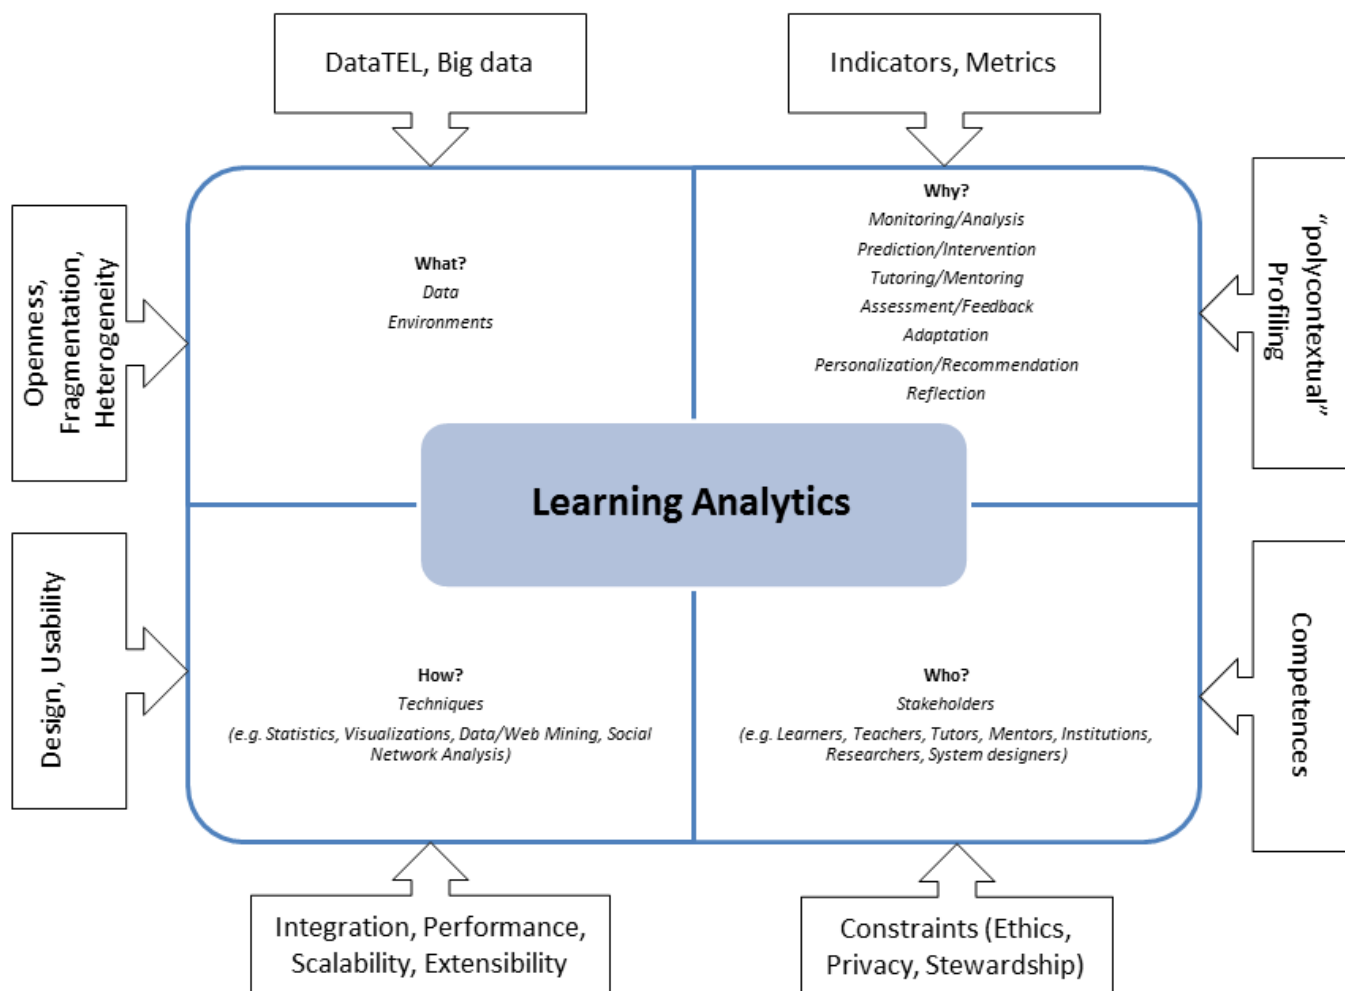 DataTEL, Big data
Indicators, Metrics
Openness,
Fragmentation,
Heterogeneity
What?
Data
Environments
Why?
Monitoring/Analysis
Prediction/Intervention
Tutoring/Mentoring
Assessment/Feedback
Adaptation
Personalization/Recommendation
Reflection
“polycontextual”
Profiling
Learning Analytics
Design, Usability
How?
Techniques
(e.g. Statistics, Visualizations, Data/Web Mining, Social
Network Analysis)
Who?
Stakeholders
(e.g. Learners, Teachers, Tutors, Mentors, Institutions,
Researchers, System designers)
Competences
Integration, Performance,
Scalability, Extensibility
Constraints (Ethics,
Privacy, Stewardship)